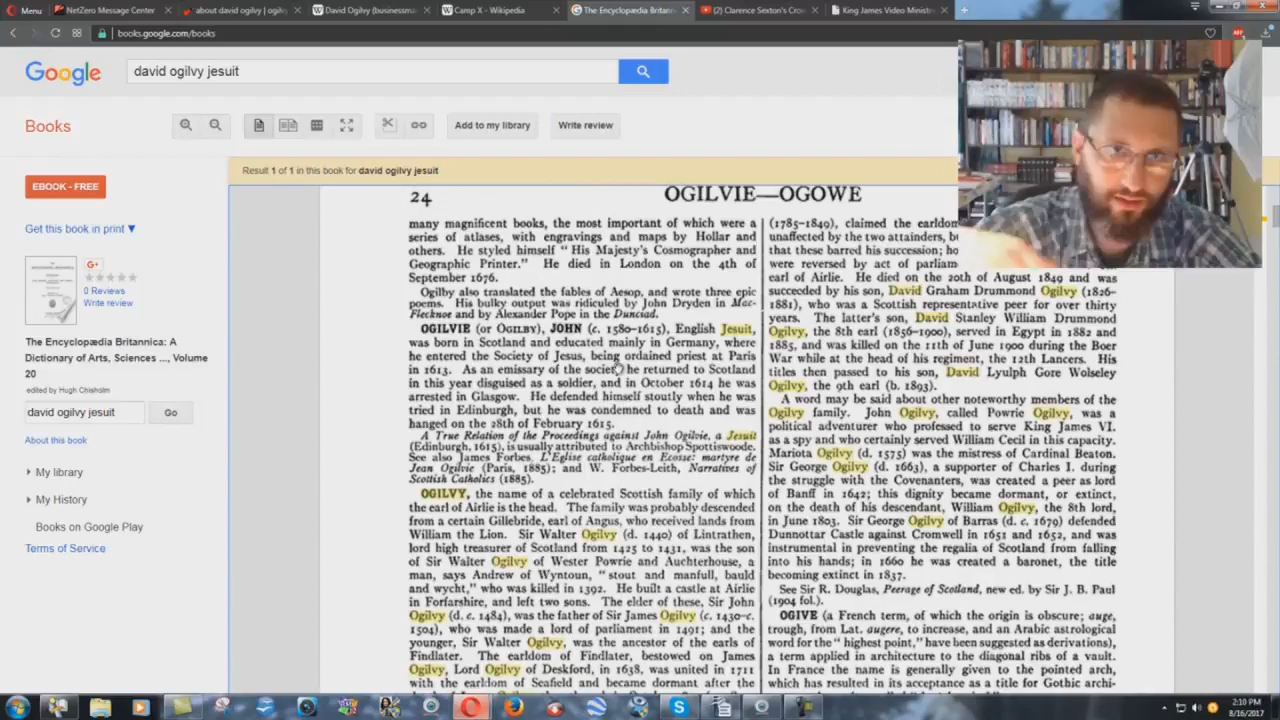 Menu
NetZero Message Center
about david ogilvy | ogilv
David Ogilvy (business
Camp X - Wikipedia
The Encyclopædia Britann
(2) Clarence Sexton's Cro
King James Video Ministri
books.google.com/books
Google
david ogilvy jesuit
Books
Add to my library
Write review
Result 1 of 1 in this book for david ogilvy jesuit
EBOOK - FREE
Get this book in print ▼
G+
0 Reviews
Write review
The Encyclopædia Britannica: A
Dictionary of Arts, Sciences ..., Volume
20
edited by Hugh Chisholm
david ogilvy jesuit
Go
About this book
My library
My History
Books on Google Play
Terms of Service
24
OGILVIE—OGOWE
many magnificent books, the most important of which were a
series of atlases, with engravings and maps by Hollar and
others. He styled himself " His Majesty's Cosmographer and
Geographic Printer." He died in London on the 4th of
September 1676.
Ogilby also translated the fables of Aesop, and wrote three epic
poems. His bulky output was ridiculed by John Dryden in Mac-
Flecknoe and by Alexander Pope in the Dunciad.
OGILVIE (or OGILBY), JOHN (c. 1580-1615), English Jesuit,
was born in Scotland and educated mainly in Germany, where
he entered the Society of Jesus, being ordained priest at Paris
in 1613. As an emissary of the society he returned to Scotland
in this year disguised as a soldier, and in October 1614 he was
arrested in Glasgow. He defended himself stoutly when he was
tried in Edinburgh, but he was condemned to death and was
hanged on the 28th of February 1615.
A True Relation of the Proceedings against John Ogilvie, a Jesuit
(Edinburgh, 1615), is usually attributed to Archbishop Spottiswoode.
See also James Forbes, L'Église catholique en Écosse: martyre de
Jean Ogilvie (Paris, 1885); and W. Forbes-Leith, Narratives of
Scottish Catholics (1885).
OGILVY, the name of a celebrated Scottish family of which
the earl of Airlie is the head. The family was probably descended
from a certain Gillebride, earl of Angus, who received lands from
William the Lion. Sir Walter Ogilvy (d. 1440) of Lintrathen,
lord high treasurer of Scotland from 1425 to 1431, was the son
of Sir Walter Ogilvy of Wester Powrie and Auchterhouse, a
man, says Andrew of Wyntoun, " stout and manfull, bauld
and wycht," who was killed in 1392. He built a castle at Airlie
in Forfarshire, and left two sons. The elder of these, Sir John
Ogilvy (d. c. 1484), was the father of Sir James Ogilvy (c. 1430-c.
1504), who was made a lord of parliament in 1491; and the
younger, Sir Walter Ogilvy, was the ancestor of the earls of
Findlater. The earldom of Findlater, bestowed on James
Ogilvy, Lord Ogilvy of Deskford, in 1638, was united in 1711
with the earldom of Seafield and became dormant after the
(1785-1849), claimed the earldom
unaffected by the two attainders, bu
that these barred his succession; ho
were reversed by act of parliam
earl of Airlie. He died on the 20th of August 1849 and was
succeeded by his son, David Graham Drummond Ogilvy (1826-
1881), who was a Scottish representative peer for over thirty
years. The latter's son, David Stanley William Drummond
Ogilvy, the 8th earl (1856-1900), served in Egypt in 1882 and
1885, and was killed on the 11th of June 1900 during the Boer
War while at the head of his regiment, the 12th Lancers. His
titles then passed to his son, David Lyulph Gore Wolseley
Ogilvy, the 9th earl (b. 1893).
A word may be said about other noteworthy members of the
Ogilvy family. John Ogilvy, called Powrie Ogilvy, was a
political adventurer who professed to serve King James VI.
as a spy and who certainly served William Cecil in this capacity.
Mariota Ogilvy (d. 1575) was the mistress of Cardinal Beaton.
Sir George Ogilvy (d. 1663), a supporter of Charles I. during
the struggle with the Covenanters, was created a peer as lord
of Banff in 1642; this dignity became dormant, or extinct,
on the death of his descendant, William Ogilvy, the 8th lord,
in June 1803. Sir George Ogilvy of Barras (d. c. 1679) defended
Dunnottar Castle against Cromwell in 1651 and 1652, and was
instrumental in preventing the regalia of Scotland from falling
into his hands; in 1660 he was created a baronet, the title
becoming extinct in 1837.
See Sir R. Douglas, Peerage of Scotland, new ed. by Sir J. B. Paul
(1904 fol.).
OGIVE (a French term, of which the origin is obscure; auge,
trough, from Lat. augere, to increase, and an Arabic astrological
word for the " highest point," have been suggested as derivations),
a term applied in architecture to the diagonal ribs of a vault.
In France the name is generally given to the pointed arch,
which has resulted in its acceptance as a title for Gothic archi-
2:10 PM
8/16/2017